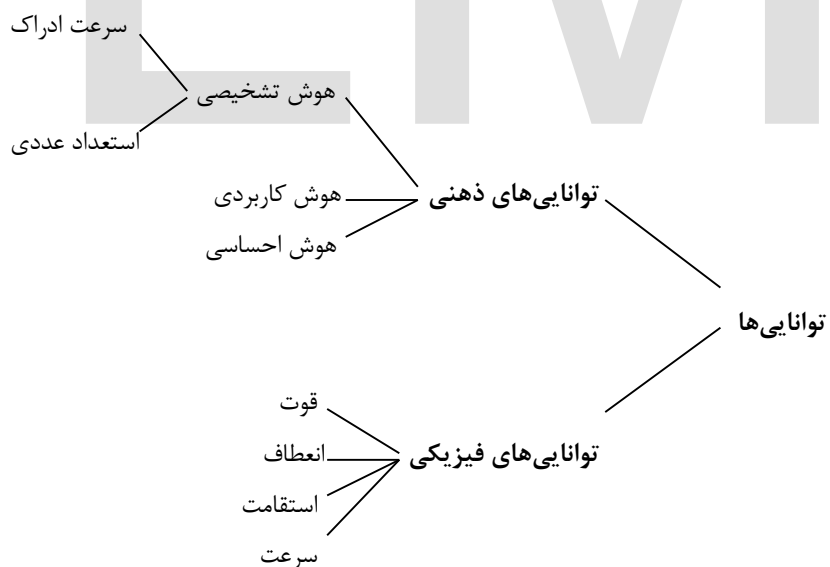 سرعت ادراک
هوش تشخیصی
استعداد عددی
توانایی‌های ذهنی
هوش کاربردی
هوش احساسی
توانایی‌ها
قوت
توانایی‌های فیزیکی
انعطاف
استقامت
سرعت